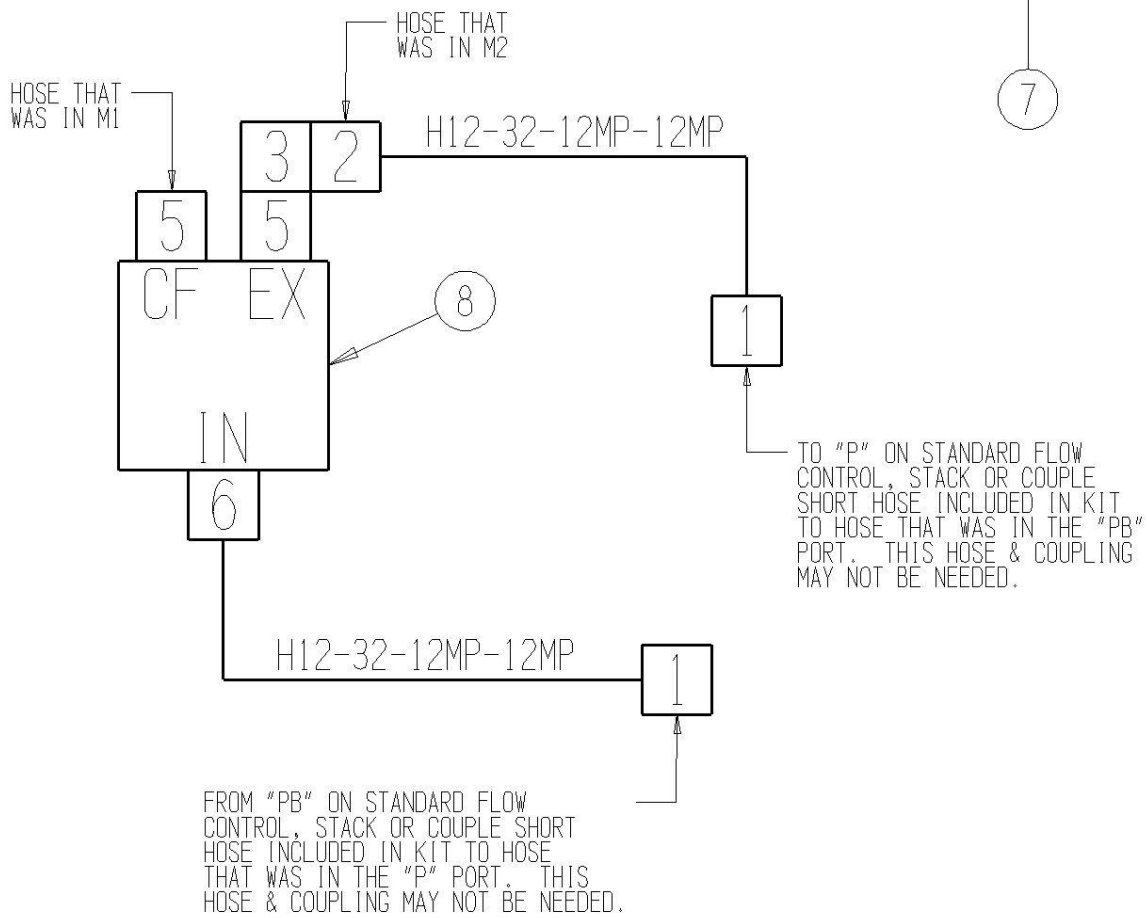 HOSE THAT
WAS IN M2
HOSE THAT
WAS IN M1
7
3 2
H12-32-12MP-12MP
5 5
CF EX
8
1
IN
6
TO "P" ON STANDARD FLOW
CONTROL, STACK OR COUPLE
SHORT HOSE INCLUDED IN KIT
TO HOSE THAT WAS IN THE "PB"
PORT. THIS HOSE & COUPLING
MAY NOT BE NEEDED.
H12-32-12MP-12MP
1
FROM "PB" ON STANDARD FLOW
CONTROL, STACK OR COUPLE SHORT
HOSE INCLUDED IN KIT TO HOSE
THAT WAS IN THE "P" PORT. THIS
HOSE & COUPLING MAY NOT BE NEEDED.